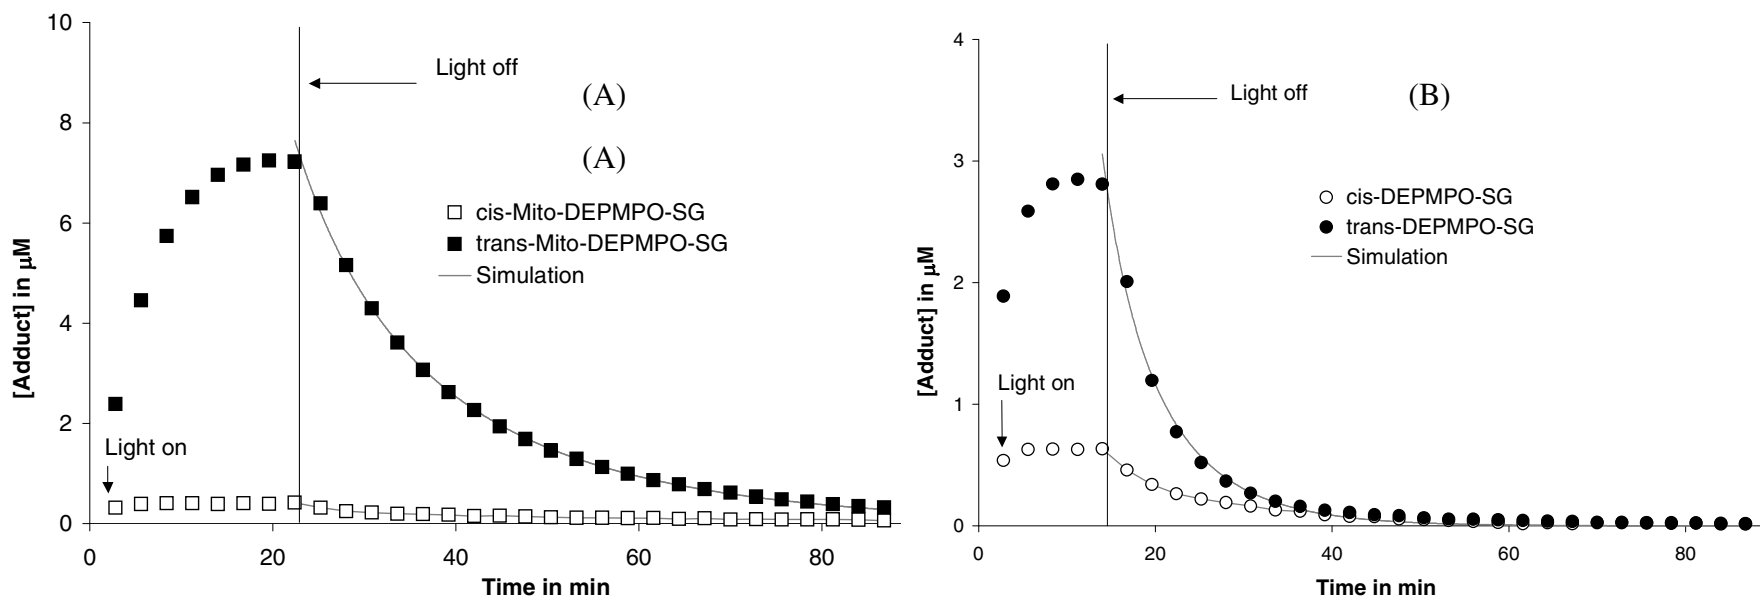 10
8
6
4
2
0
0
20
40
60
80
[Adduct] in µM
Time in min
Light off
(A)
(A)
cis-Mito-DEPMPO-SG
trans-Mito-DEPMPO-SG
Simulation
Light on
4
3
2
1
0
0
20
40
60
80
[Adduct] in µM
Time in min
Light off
(B)
cis-DEPMPO-SG
trans-DEPMPO-SG
Simulation
Light on